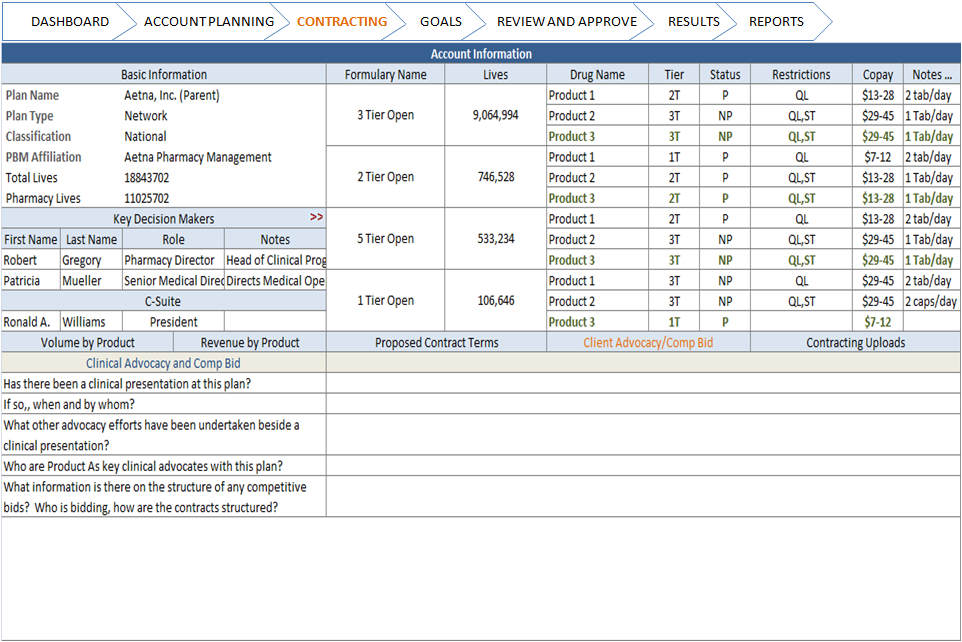 DASHBOARD ACCOUNT PLANNING CONTRACTING GOALS REVIEW AND APPROVE RESULTS REPORTS
Account Information
Basic Information Formulary Name Lives Drug Name Tier Status Restrictions Copay Notes ...
Plan Name Aetna, Inc. (Parent) Product 1 2T P QL $13-28 2 tab/day
Plan Type Network 3 Tier Open 9,064,994 Product 2 3T NP QL,ST $29-45 1 Tab/day
Classification National Product 3 3T NP QL,ST $29-45 1 Tab/day
PBM Affiliation Aetna Pharmacy Management Product 1 1T P QL $7-12 2 tab/day
Total Lives 18843702 2 Tier Open 746,528 Product 2 2T P QL,ST $13-28 1 Tab/day
Pharmacy Lives 11025702 Product 3 2T P QL,ST $13-28 1 Tab/day
Key Decision Makers >> Product 1 2T P QL $13-28 2 tab/day
First Name Last Name Role Notes 5 Tier Open 533,234 Product 2 3T NP QL,ST $29-45 1 Tab/day
Robert Gregory Pharmacy Director Head of Clinical Prog Product 3 3T NP QL,ST $29-45 1 Tab/day
Patricia Mueller Senior Medical Direc Directs Medical Ope Product 1 3T NP QL $29-45 2 tab/day
C-Suite 1 Tier Open 106,646 Product 2 3T NP QL,ST $29-45 2 caps/day
Ronald A. Williams President Product 3 1T P $7-12
Volume by Product Revenue by Product Proposed Contract Terms Client Advocacy/Comp Bid Contracting Uploads
Clinical Advocacy and Comp Bid
Has there been a clinical presentation at this plan?
If so,, when and by whom?
What other advocacy efforts have been undertaken beside a
clinical presentation?
Who are Product As key clinical advocates with this plan?
What information is there on the structure of any competitive
bids? Who is bidding, how are the contracts structured?